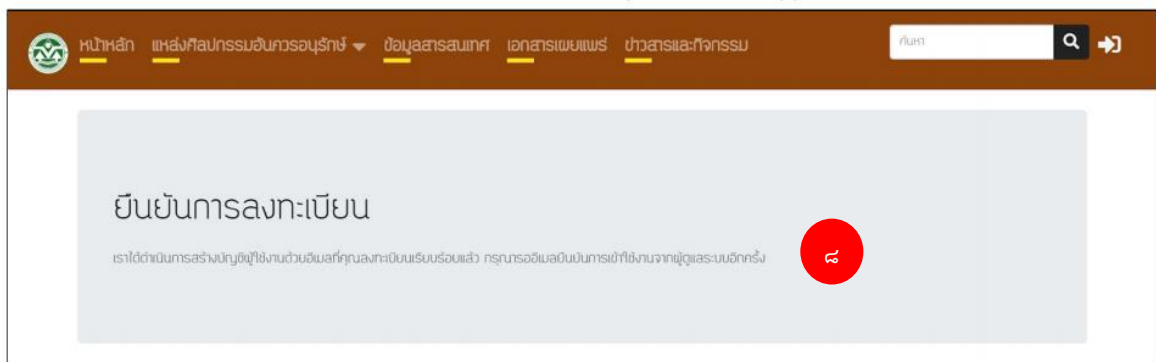 หน้าหลัก แหล่งศิลปกรรมอันควรอนุรักษ์ ข้อมูลสารสนเทศ เอกสารเผยแพร่ ข่าวสารและกิจกรรม ค้นหา
ยืนยันการลงทะเบียน
เราได้ดำเนินการสร้างบัญชีผู้ใช้งานด้วยอีเมลที่คุณลงทะเบียนเรียบร้อยแล้ว กรุณารออีเมลยืนยันการเข้าใช้งานจากผู้ดูแลระบบอีกครั้ง ๘